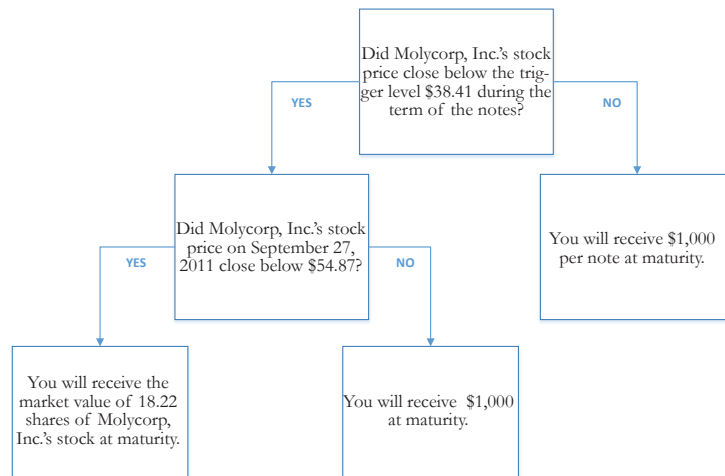 Did Molycorp, Inc.'s stock
price close below the trig-
ger level $38.41 during the
term of the notes?
YES
NO
Did Molycorp, Inc.'s stock
price on September 27,
2011 close below $54.87?
You will receive $1,000
per note at maturity.
YES
NO
You will receive the
market value of 18.22
shares of Molycorp,
Inc.'s stock at maturity.
You will receive $1,000
at maturity.